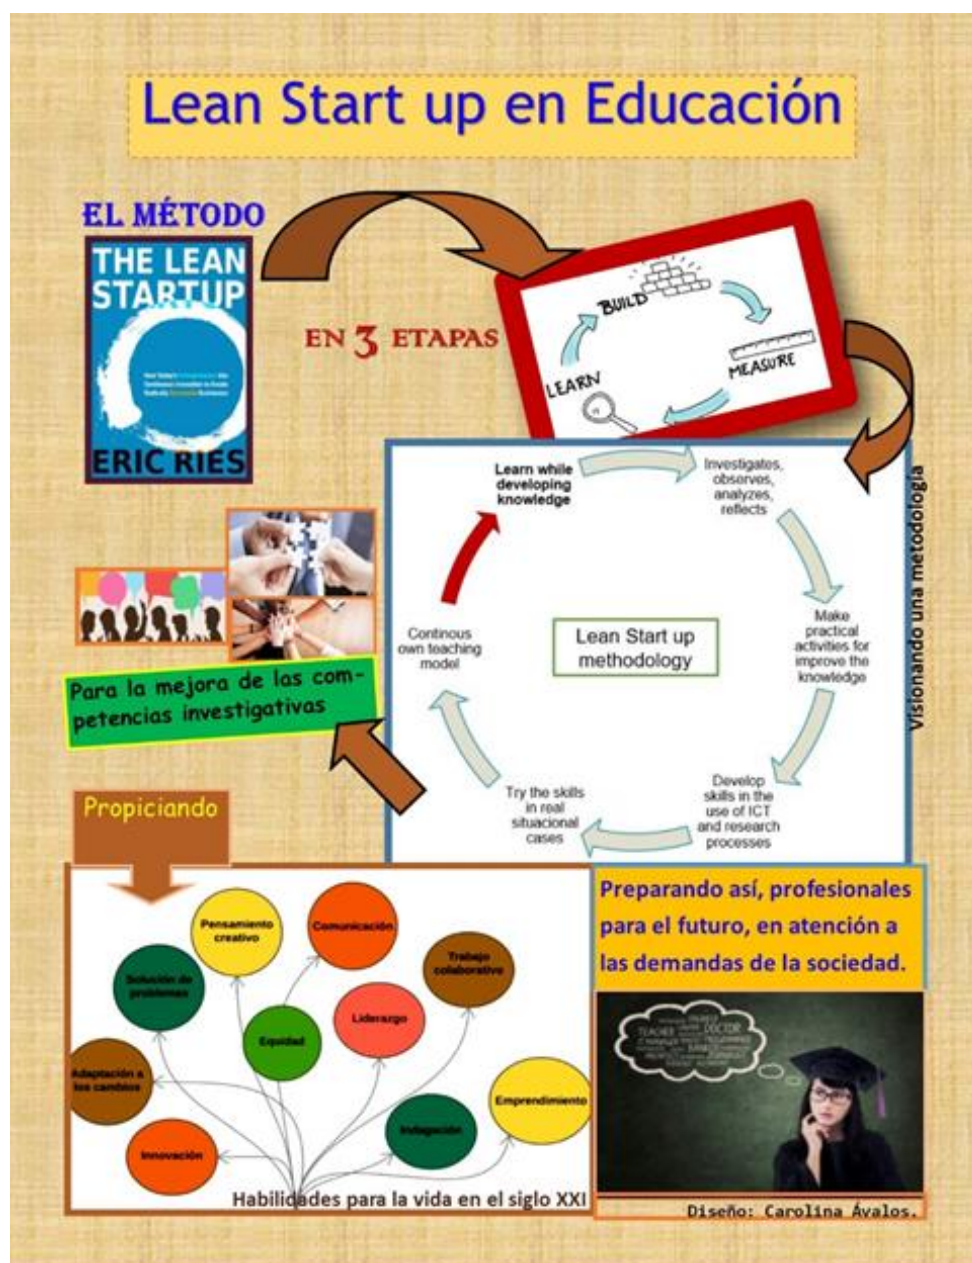 Lean Start up en Educación
EL MÉTODO
THE LEAN
STARTUP
ERIC RIES
EN 3 ETAPAS
BUILD
MEASURE
LEARN
Visionando una metodología
Learn while
developing
knowledge
Investigates,
observes,
analyzes,
reflects
Make
practical
activities for
improve the
knowledge
Develop
skills in the
use of ICT
and research
processes
Try the skills
in real
situacional
cases
Continous
own teaching
model
Lean Start up
methodology
Para la mejora de las com-
petencias investigativas
Propiciando
Pensamiento
creativo
Comunicación
Trabajo
colaborativo
Solución de
problemas
Equidad
Liderazgo
Adaptación a
los cambios
Emprendimiento
Indagación
Innovación
Habilidades para la vida en el siglo XXI
Preparando así, profesionales
para el futuro, en atención a
las demandas de la sociedad.
TEACHER DOCTOR
Diseño: Carolina Ávalos.